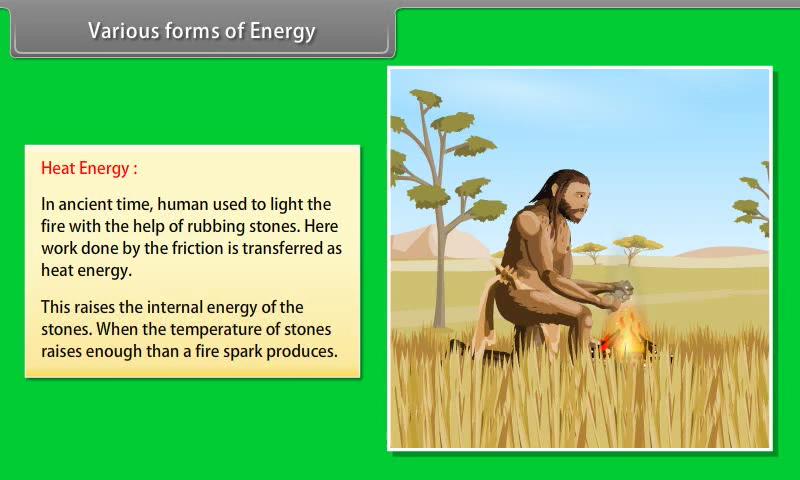 Various forms of Energy
Heat Energy :
In ancient time, human used to light the
fire with the help of rubbing stones. Here
work done by the friction is transferred as
heat energy.
This raises the internal energy of the
stones. When the temperature of stones
raises enough than a fire spark produces.